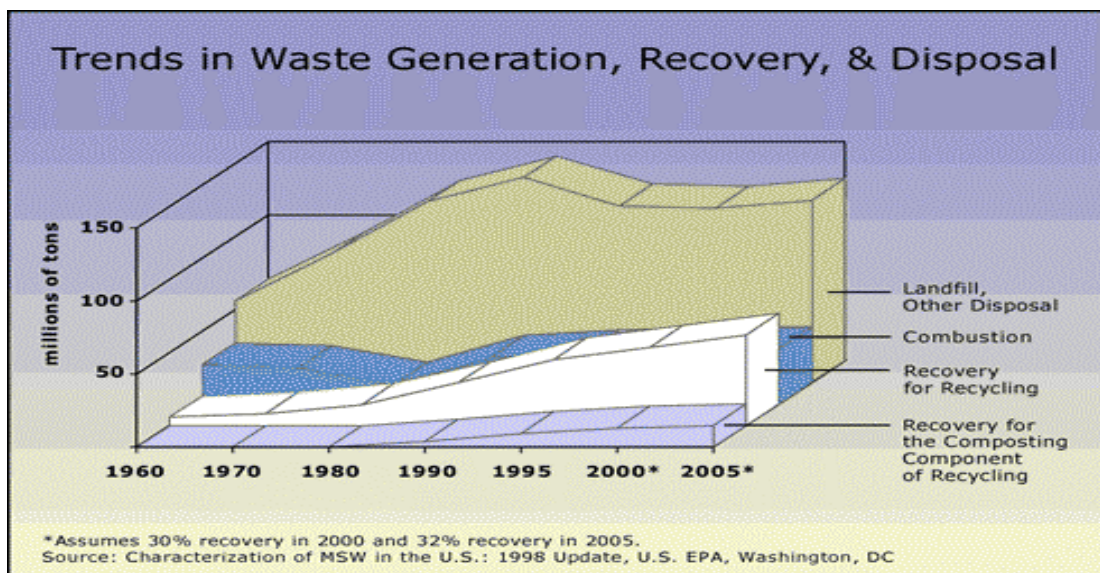 Trends in Waste Generation, Recovery, & Disposal
millions of tons
150
100
50
1960 1970 1980 1990 1995 2000* 2005*
Landfill,
Other Disposal
Combustion
Recovery
for Recycling
Recovery for
the Composting
Component
of Recycling
*Assumes 30% recovery in 2000 and 32% recovery in 2005.
Source: Characterization of MSW in the U.S.: 1998 Update, U.S. EPA, Washington, DC